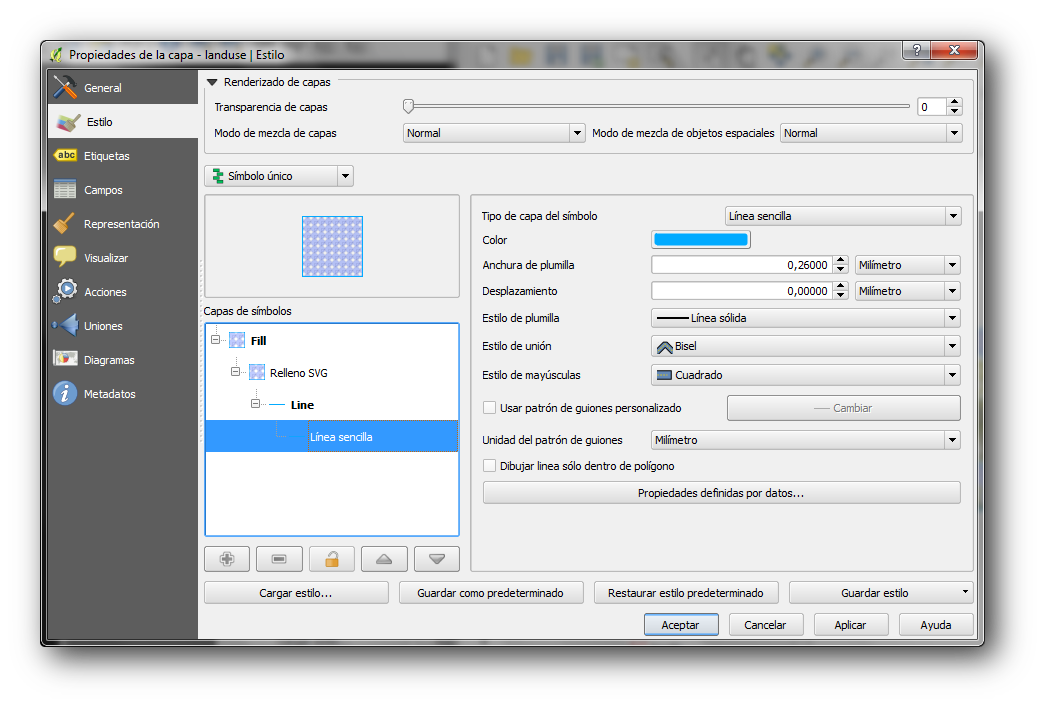 Propiedades de la capa - landuse | Estilo
?
General
Estilo
abc Etiquetas
Campos
Representación
Visualizar
Acciones
Uniones
Diagramas
Metadatos
Renderizado de capas
Transparencia de capas 0
Modo de mezcla de capas Normal Modo de mezcla de objetos espaciales Normal
Símbolo único
Capas de símbolos
Fill
Relleno SVG
Line
Línea sencilla
Tipo de capa del símbolo Línea sencilla
Color
Anchura de plumilla 0,26000 Milímetro
Desplazamiento 0,00000 Milímetro
Estilo de plumilla Línea sólida
Estilo de unión Bisel
Estilo de mayúsculas Cuadrado
Usar patrón de guiones personalizado Cambiar
Unidad del patrón de guiones Milímetro
Dibujar linea sólo dentro de polígono
Propiedades definidas por datos...
Cargar estilo... Guardar como predeterminado Restaurar estilo predeterminado Guardar estilo
Aceptar Cancelar Aplicar Ayuda